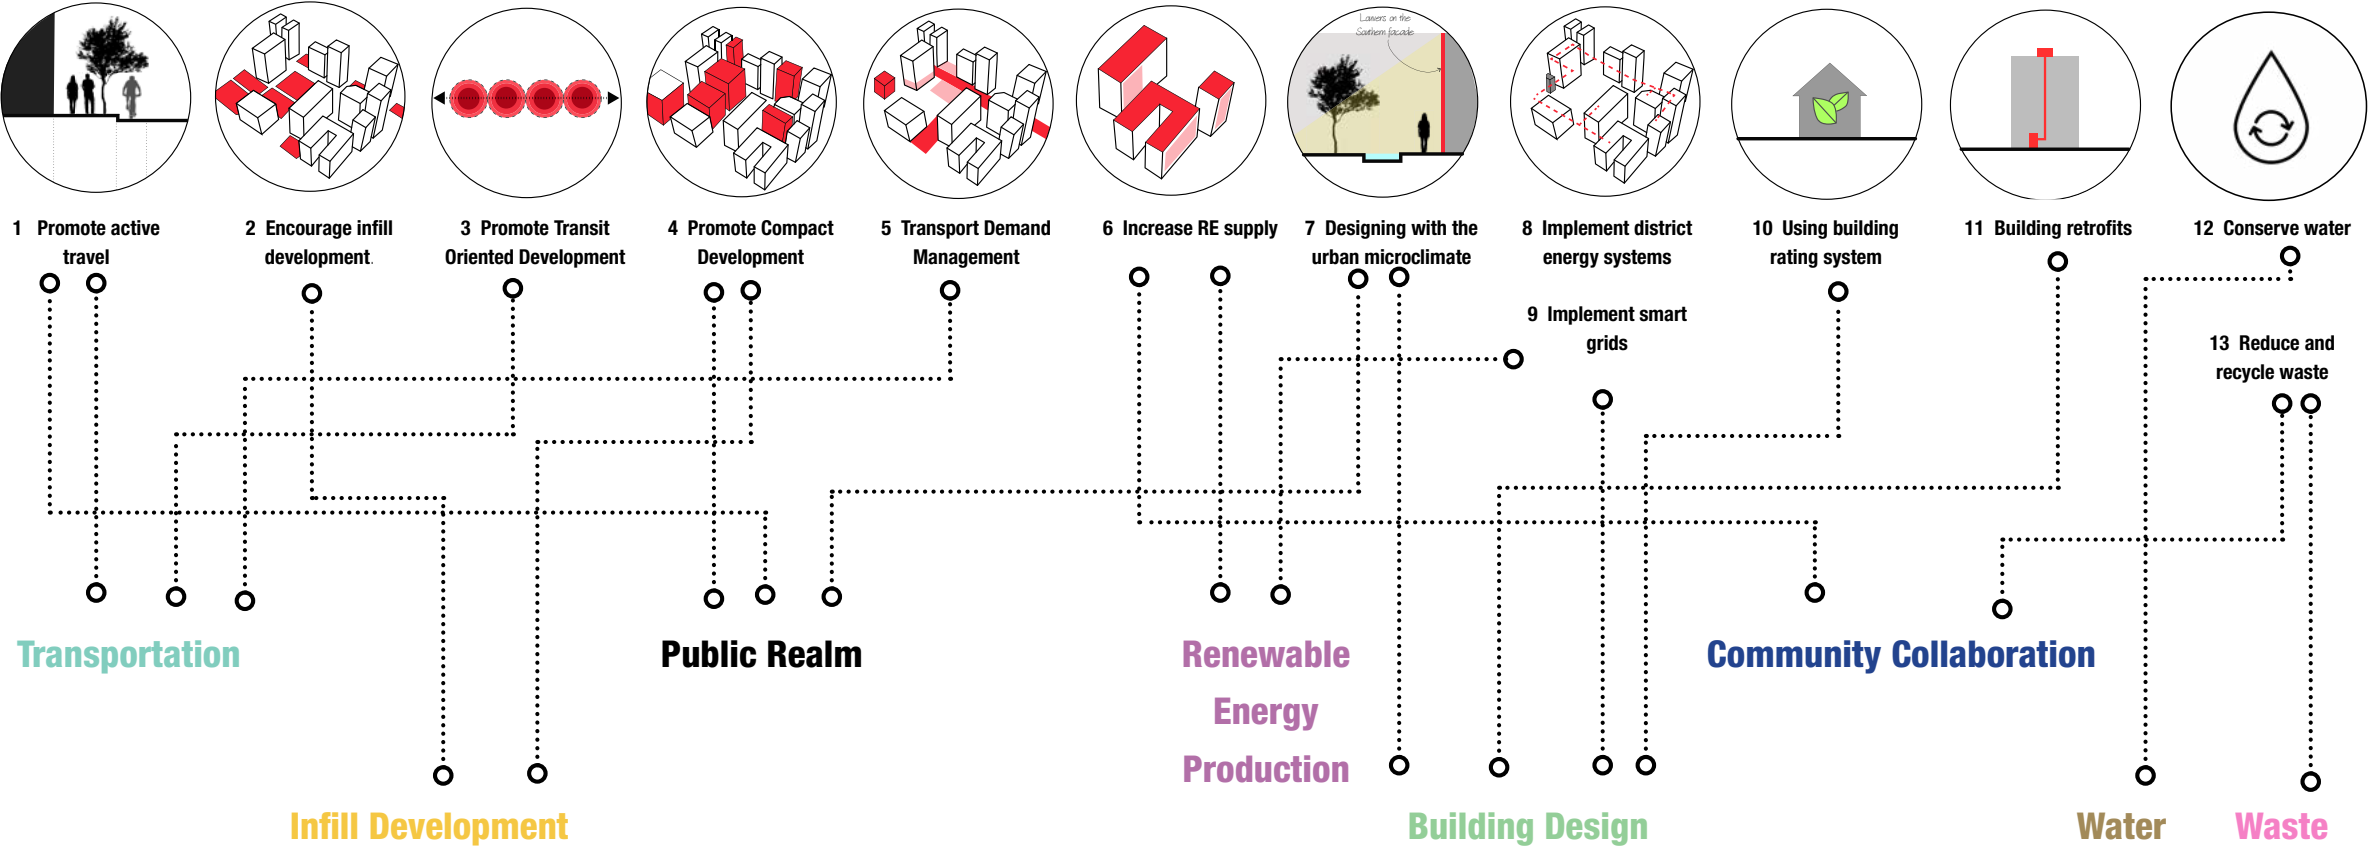 Louvers on the
Southern facade
1 Promote active
travel
2 Encourage infill
development.
3 Promote Transit
Oriented Development
4 Promote Compact
Development
5 Transport Demand
Management
6 Increase RE supply
7 Designing with the
urban microclimate
8 Implement district
energy systems
9 Implement smart
grids
10 Using building
rating system
11 Building retrofits
12 Conserve water
13 Reduce and
recycle waste
Transportation
Public Realm
Renewable
Energy
Production
Community Collaboration
Infill Development
Building Design
Water
Waste